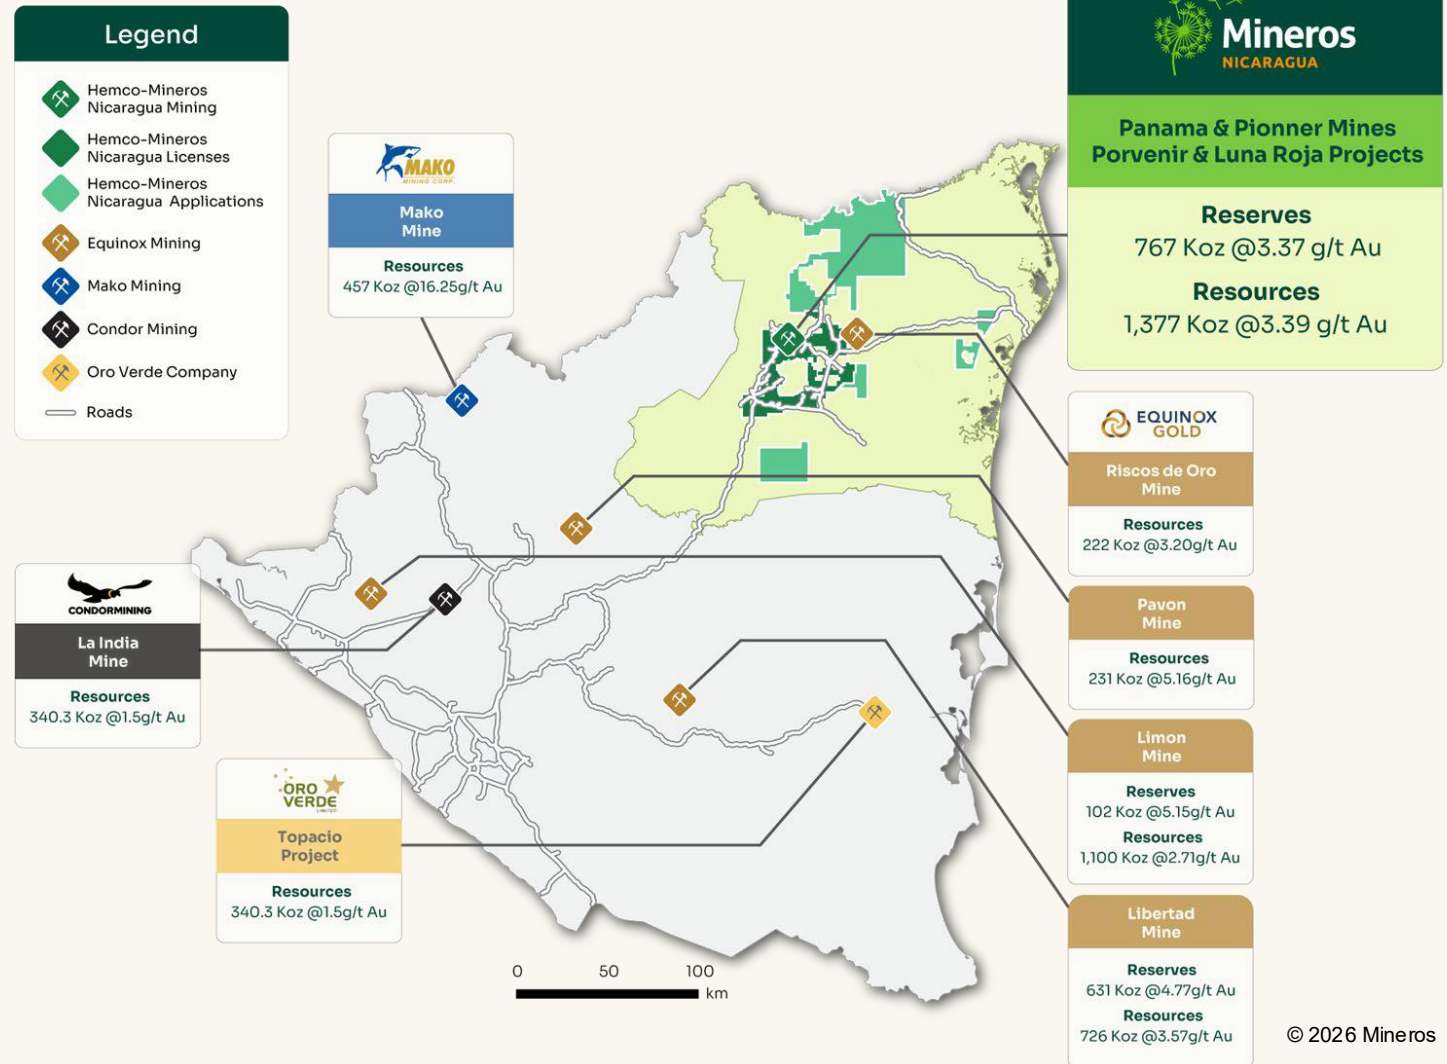 Legend
Hemco-Mineros
Nicaragua Mining
Hemco-Mineros
Nicaragua Licenses
Hemco-Mineros
Nicaragua Applications
Equinox Mining
Mako Mining
Condor Mining
Oro Verde Company
Roads
MAKO
MINING CORP.
Mako
Mine
Resources
457 Koz @16.25g/t Au
Mineros
NICARAGUA
Panama & Pionner Mines
Porvenir & Luna Roja Projects
Reserves
767 Koz @3.37 g/t Au
Resources
1,377 Koz @3.39 g/t Au
EQUINOX
GOLD
Riscos de Oro
Mine
Resources
222 Koz @3.20g/t Au
Pavon
Mine
Resources
231 Koz @5.16g/t Au
Limon
Mine
Reserves
102 Koz @5.15g/t Au
Resources
1,100 Koz @2.71g/t Au
Libertad
Mine
Reserves
631 Koz @4.77g/t Au
Resources
726 Koz @3.57g/t Au
CONDORMINING
La India
Mine
Resources
340.3 Koz @1.5g/t Au
ORO
VERDE
LIMITED
Topacio
Project
Resources
340.3 Koz @1.5g/t Au
0 50 100
km
© 2026 Mineros